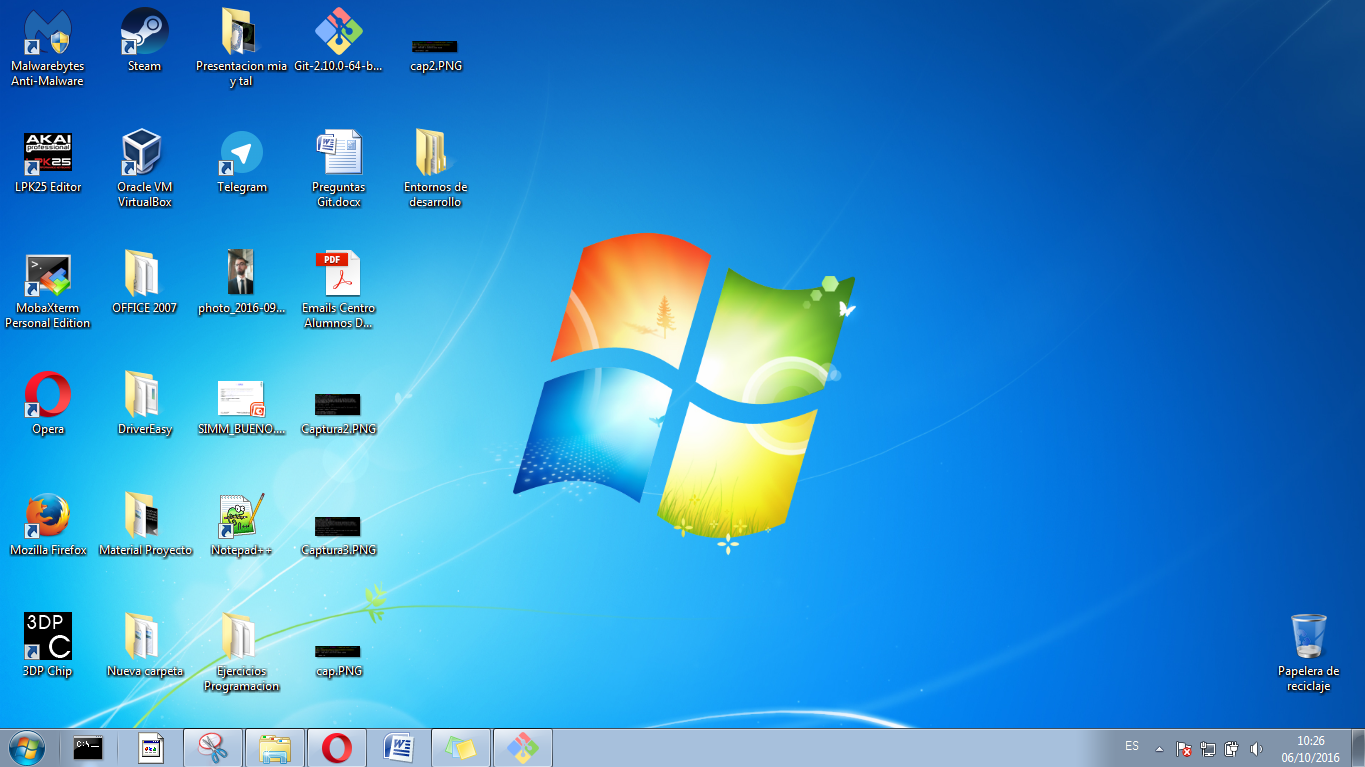 Malwarebytes
Anti-Malware
Steam
Presentacion mia
y tal
Git-2.10.0-64-b...
cap2.PNG
AKAI
professional
LPK25
LPK25 Editor
Oracle VM
VirtualBox
Telegram
Preguntas
Git.docx
Entornos de
desarrollo
MobaXterm
Personal Edition
OFFICE 2007
photo_2016-09...
PDF
Emails Centro
Alumnos D...
Opera
DriverEasy
SIMM_BUENO....
Captura2.PNG
Mozilla Firefox
Material Proyecto
Notepad++
Captura3.PNG
3DP
C
3DP Chip
Nueva carpeta
Ejercicios
Programacion
cap.PNG
Papelera de
reciclaje
C:\_
ES
10:26
06/10/2016